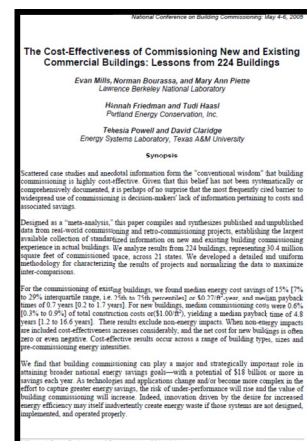 National Conference on Building Commissioning: May 4-6, 2005
The Cost-Effectiveness of Commissioning New and Existing
Commercial Buildings: Lessons from 224 Buildings
Evan Mills, Norman Bourassa, and Mary Ann Piette
Lawrence Berkeley National Laboratory
Hannah Friedman and Tudi Haasl
Portland Energy Conservation, Inc.
Tehesia Powell and David Claridge
Energy Systems Laboratory, Texas A&M University
Synopsis
Scattered case studies and anecdotal information form the "conventional wisdom" that building
commissioning is highly cost-effective. Given that this belief has not been systematically or
comprehensively documented, it is perhaps of no surprise that the most frequently cited barrier to
widespread use of commissioning is decision-makers' lack of information pertaining to costs and
associated savings.
Designed as a "meta-analysis," this paper compiles and synthesizes published and unpublished
data from real-world commissioning and retro-commissioning projects, establishing the largest
available collection of standardized information on new and existing building commissioning
experience in actual buildings. We analyze results from 224 buildings, representing 30.4 million
square feet of commissioned space, across 21 states. We developed a detailed and uniform
methodology for characterizing the results of projects and normalizing the data to maximize
inter-comparisons.
For the commissioning of existing buildings, we found median energy cost savings of 15% [7%
to 29% interquartile range, i.e. 25th to 75th percentiles] or $0.27/ft², year, and median payback
times of 0.7 years [0.2 to 1.7 years]. For new buildings, median commissioning costs were 0.6%
[0.3% to 0.9%] of total construction costs ($1.00/ft²), yielding a median payback time of 4.8
years [1.2 to 16.6 years]. These results exclude non-energy impacts. When non-energy impacts
are included cost-effectiveness increases considerably, and the net cost for new buildings is often
zero or negative. Cost-effective results occur across a range of building types, sizes and
pre-commissioning energy intensities.
We find that building commissioning can play a major and strategically important role in
attaining broader national energy savings goals—with a potential of $18 billion or more in
savings each year. As technologies and applications change and/or become more complex in the
effort to capture greater energy savings, the risk of under-performance will rise and the value of
building commissioning will increase. Indeed, innovation driven by the desire for increased
energy efficiency may itself inadvertently create energy waste if those systems are not designed,
implemented, and operated properly.